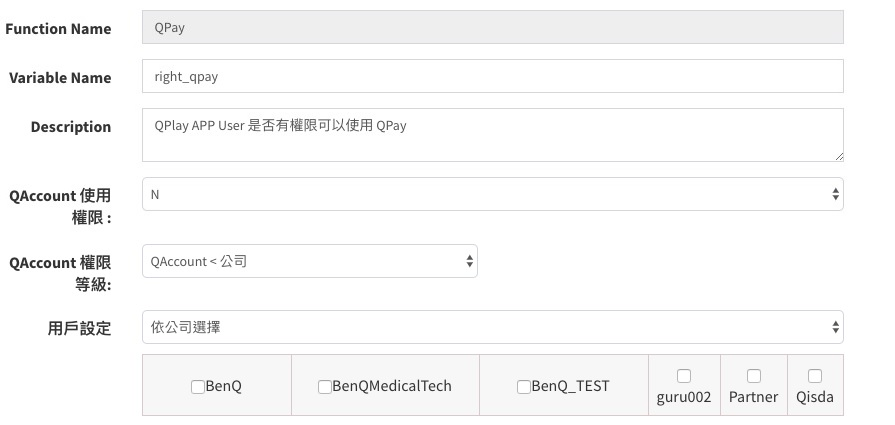 Function Name
QPay
Variable Name
right_qpay
Description
QPlay APP User 是否有權限可以使用 QPay
QAccount 使用
權限 :
N
QAccount 權限
等級:
QAccount < 公司
用戶設定
依公司選擇
BenQ
BenQMedicalTech
BenQ_TEST
guru002
Partner
Qisda